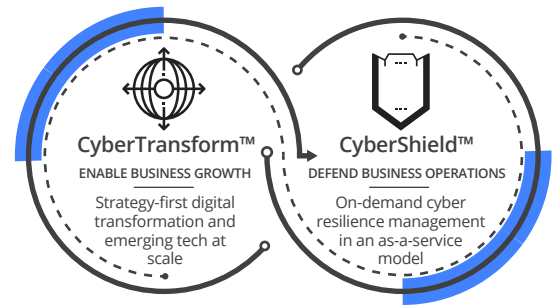 CyberTransform™
ENABLE BUSINESS GROWTH
Strategy-first digital
transformation and
emerging tech at
scale
CyberShield™
DEFEND BUSINESS OPERATIONS
On-demand cyber
resilience management
in an as-a-service
model